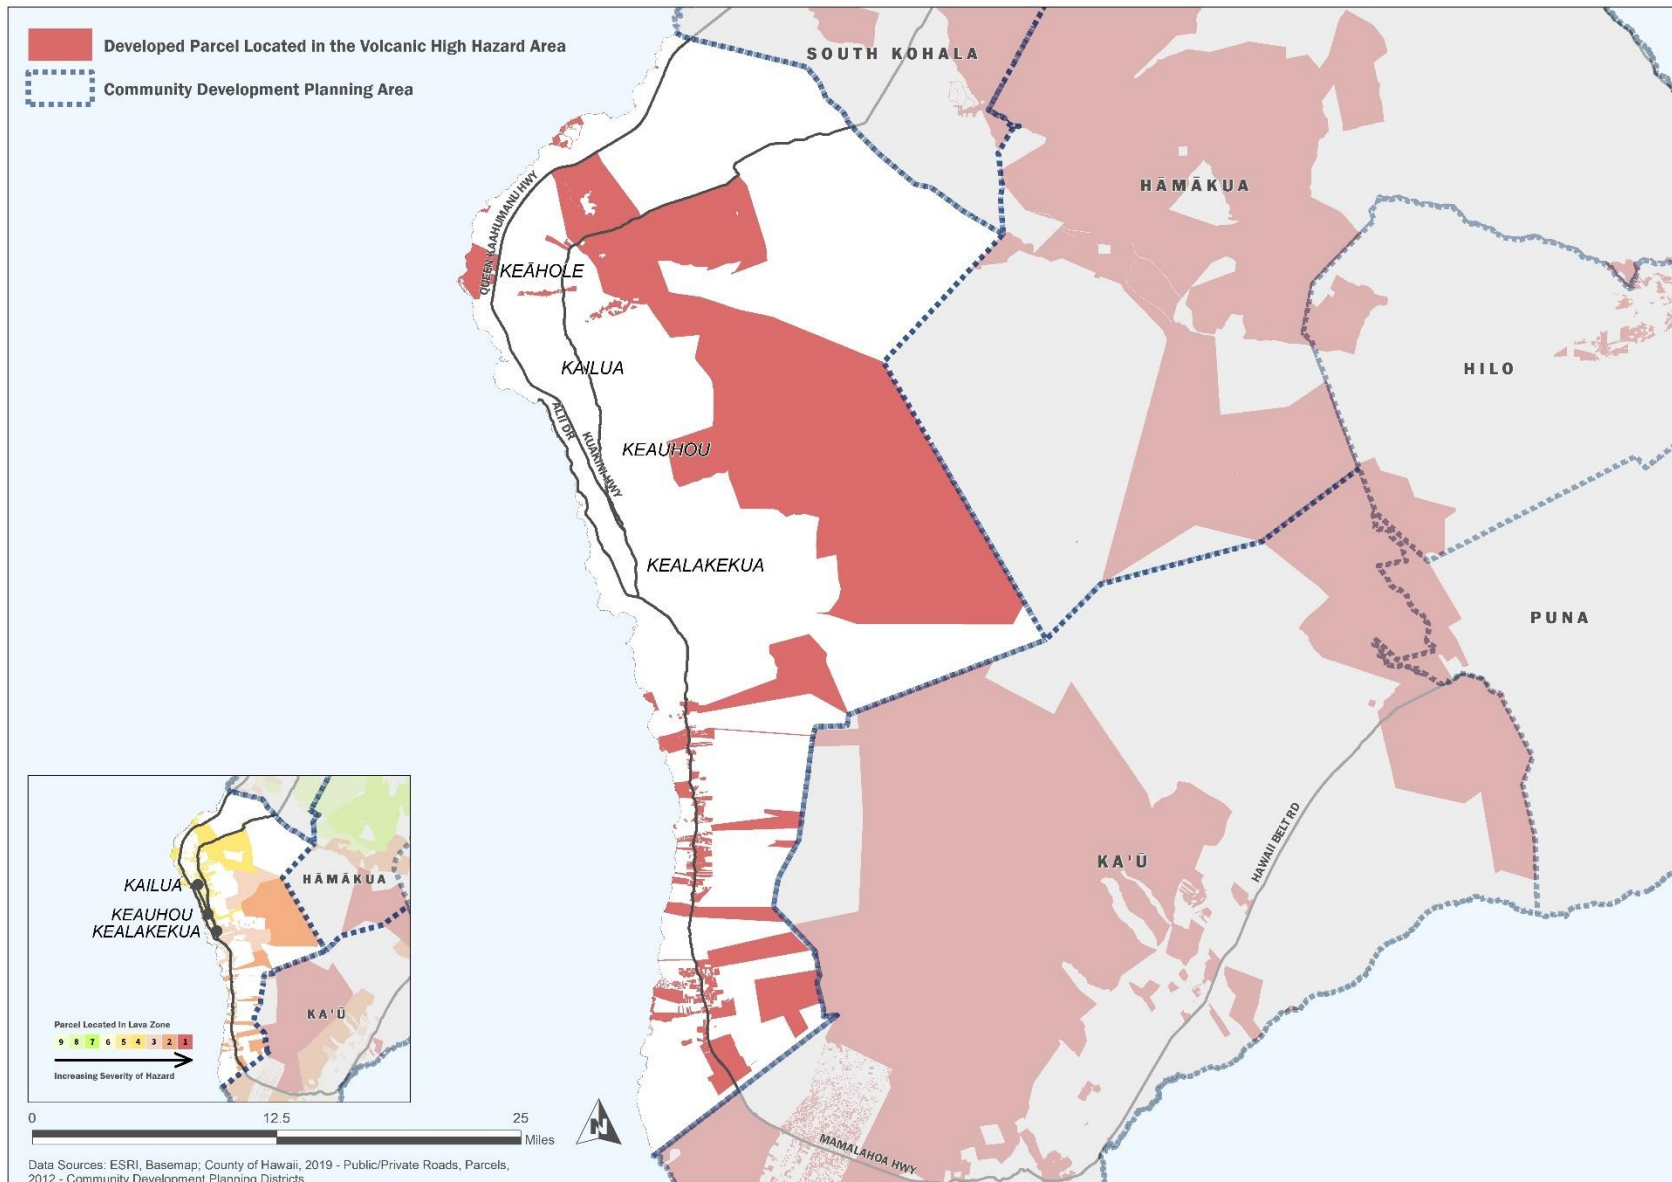 Developed Parcel Located in the Volcanic High Hazard Area
Community Development Planning Area
SOUTH KOHALA
HĀMĀKUA
QUEEN KAAHUMANU HWY
KEĀHOLE
KAILUA
HILO
ALII DR
KUAKINI HWY
KEAUHOU
KEALAKEKUA
PUNA
HAWAII BELT RD
KA'Ū
MAMALAHOA HWY
KAILUA
KEAUHOU
KEALAKEKUA
HĀMĀKUA
KA'Ū
Parcel Located In Lava Zone
9 8 7 6 5 4 3 2 1
Increasing Severity of Hazard
0 12.5 25
Miles
N
Data Sources: ESRI, Basemap; County of Hawaii, 2019 - Public/Private Roads, Parcels,
2012 - Community Development Planning Districts